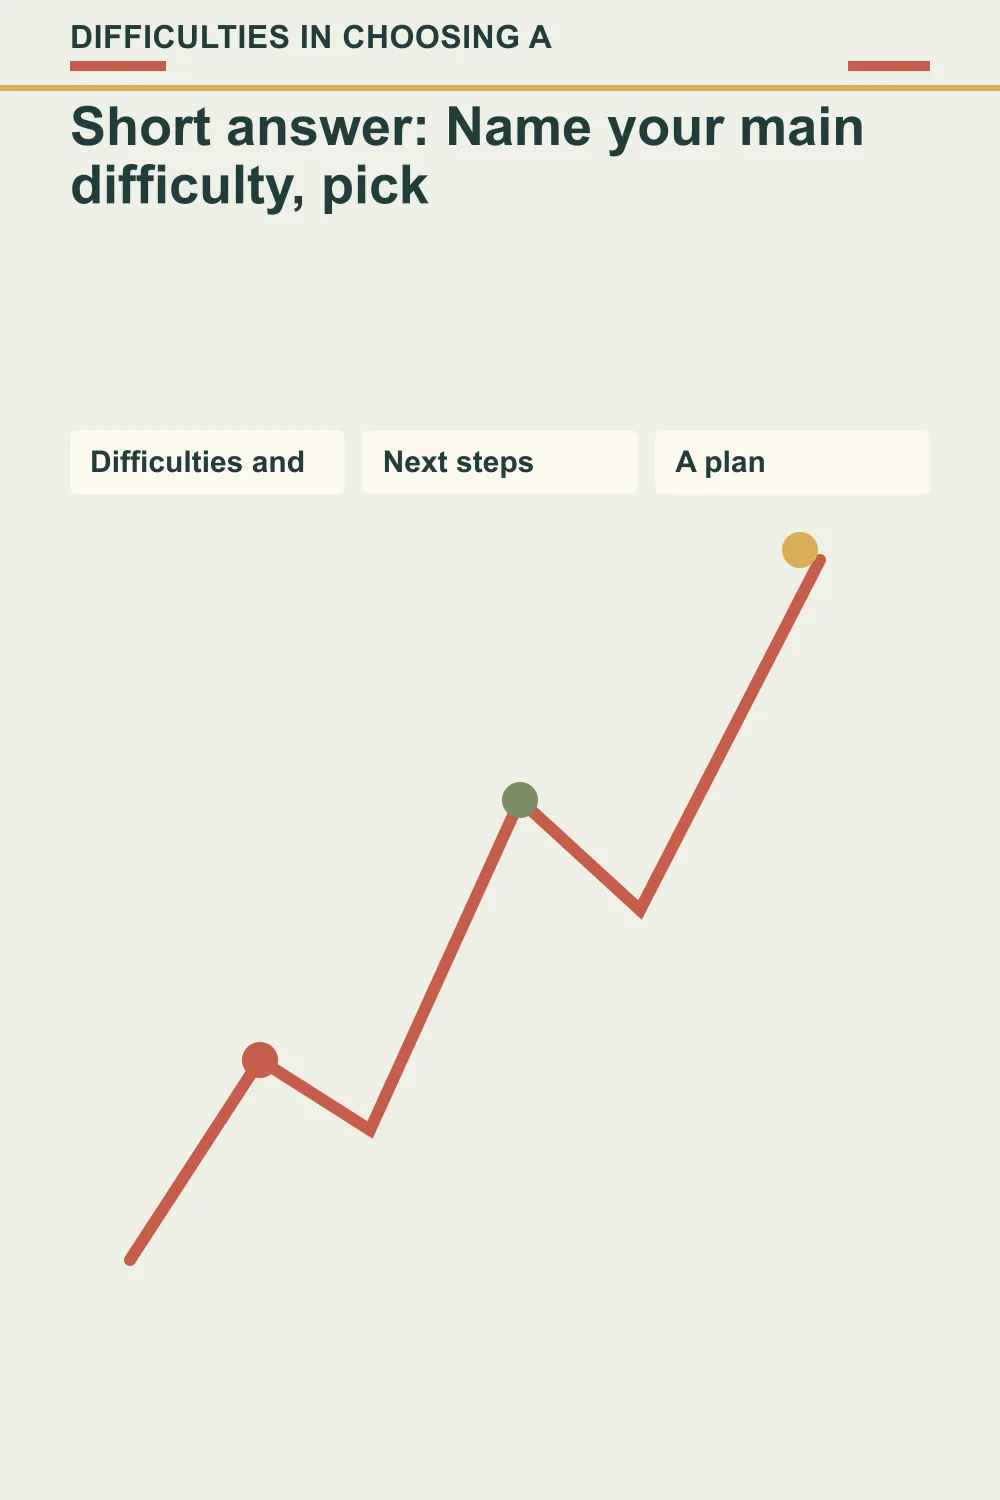 DIFFICULTIES IN CHOOSING A
Short answer: Name your main
difficulty, pick
Difficulties and
Next steps
A plan